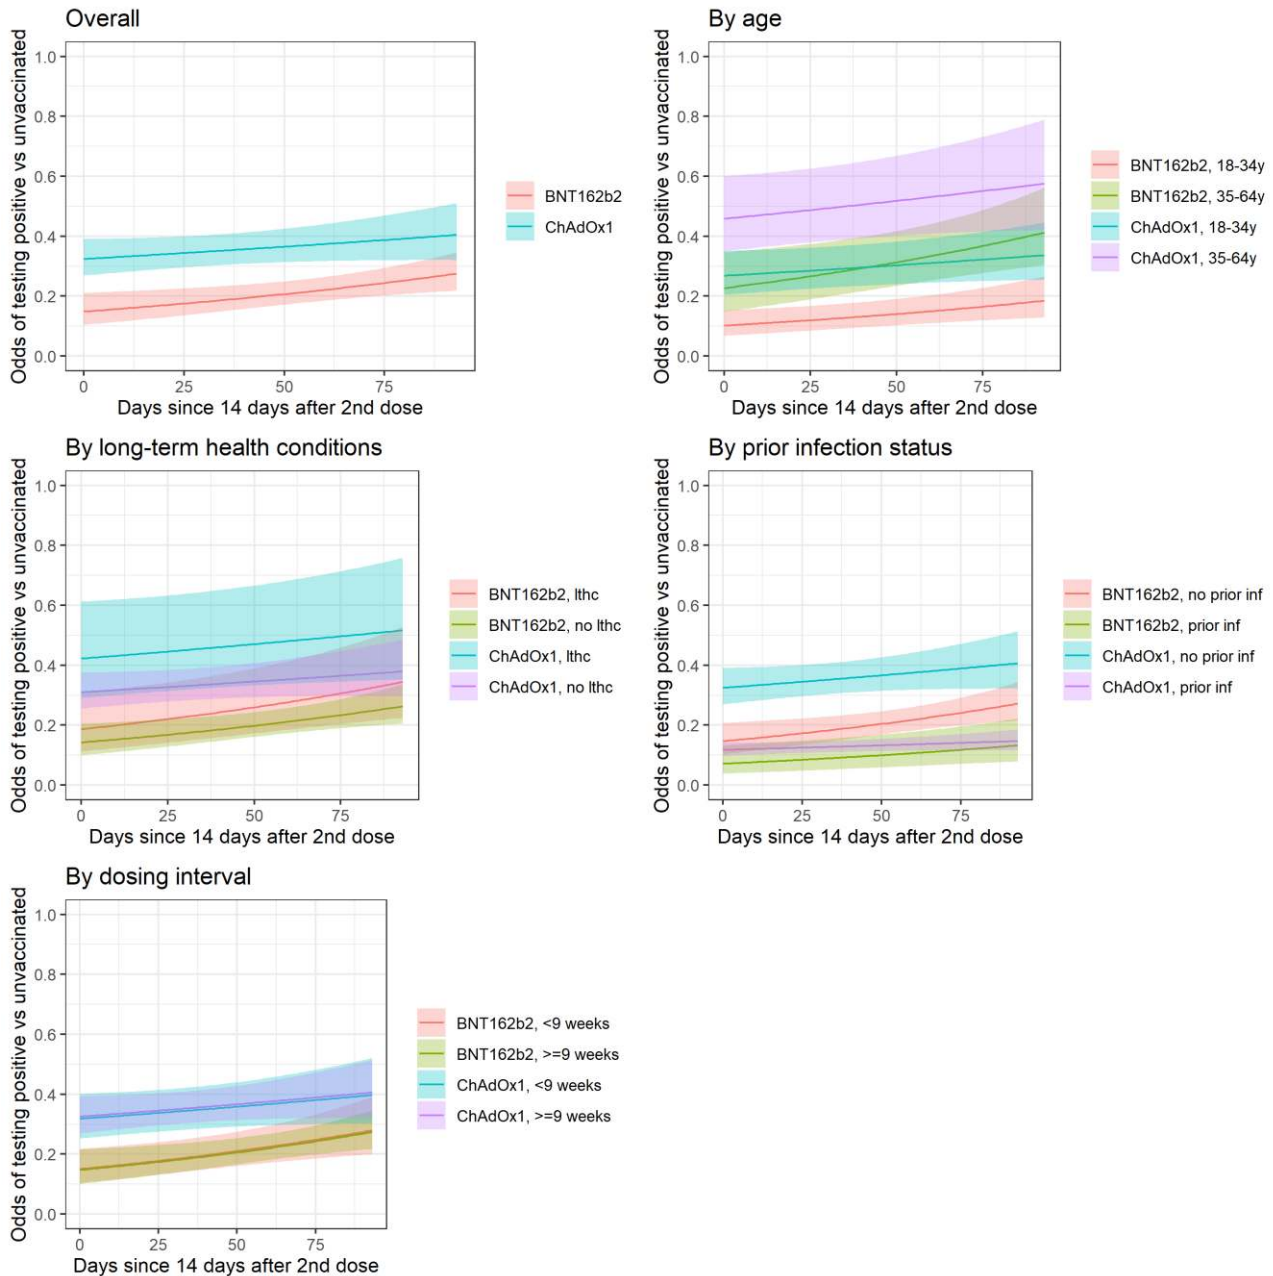 Overall
Odds of testing positive vs unvaccinated
1.0
0.8
0.6
0.4
0.2
0.0
0
25
50
75
Days since 14 days after 2nd dose
BNT162b2
ChAdOx1
By age
Odds of testing positive vs unvaccinated
1.0
0.8
0.6
0.4
0.2
0.0
0
25
50
75
Days since 14 days after 2nd dose
BNT162b2, 18-34y
BNT162b2, 35-64y
ChAdOx1, 18-34y
ChAdOx1, 35-64y
By long-term health conditions
Odds of testing positive vs unvaccinated
1.0
0.8
0.6
0.4
0.2
0.0
0
25
50
75
Days since 14 days after 2nd dose
BNT162b2, lthc
BNT162b2, no lthc
ChAdOx1, lthc
ChAdOx1, no lthc
By prior infection status
Odds of testing positive vs unvaccinated
1.0
0.8
0.6
0.4
0.2
0.0
0
25
50
75
Days since 14 days after 2nd dose
BNT162b2, no prior inf
BNT162b2, prior inf
ChAdOx1, no prior inf
ChAdOx1, prior inf
By dosing interval
Odds of testing positive vs unvaccinated
1.0
0.8
0.6
0.4
0.2
0.0
0
25
50
75
Days since 14 days after 2nd dose
BNT162b2, <9 weeks
BNT162b2, >=9 weeks
ChAdOx1, <9 weeks
ChAdOx1, >=9 weeks